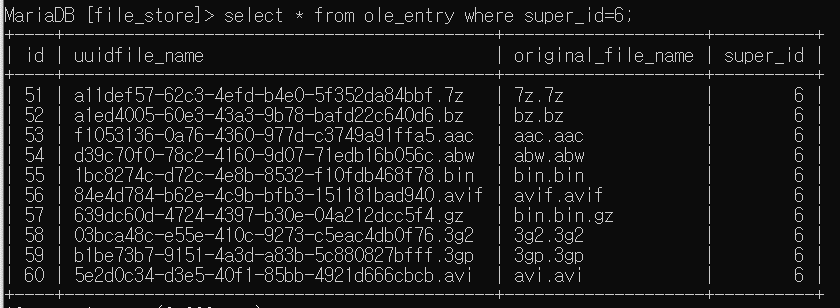 MariaDB [file_store]> select * from ole_entry where super_id=6;
| id | uuidfile_name | original_file_name | super_id |
| 51 | a11def57-62c3-4efd-b4e0-5f352da84bbf.7z | 7z.7z | 6 |
| 52 | a1ed4005-60e3-43a3-9b78-bafd22c640d6.bz | bz.bz | 6 |
| 53 | f1053136-0a76-4360-977d-c3749a91ffa5.aac | aac.aac | 6 |
| 54 | d39c70f0-78c2-4160-9d07-71edb16b056c.abw | abw.abw | 6 |
| 55 | 1bc8274c-d72c-4e8b-8532-f10fdb468f78.bin | bin.bin | 6 |
| 56 | 84e4d784-b62e-4c9b-bfb3-151181bad940.avif | avif.avif | 6 |
| 57 | 639dc60d-4724-4397-b30e-04a212dcc5f4.gz | bin.bin.gz | 6 |
| 58 | 03bca48c-e55e-410c-9273-c5eac4db0f76.3g2 | 3g2.3g2 | 6 |
| 59 | b1be73b7-9151-4a3d-a83b-5c880827bfff.3gp | 3gp.3gp | 6 |
| 60 | 5e2d0c34-d3e5-40f1-85bb-4921d666cbcb.avi | avi.avi | 6 |